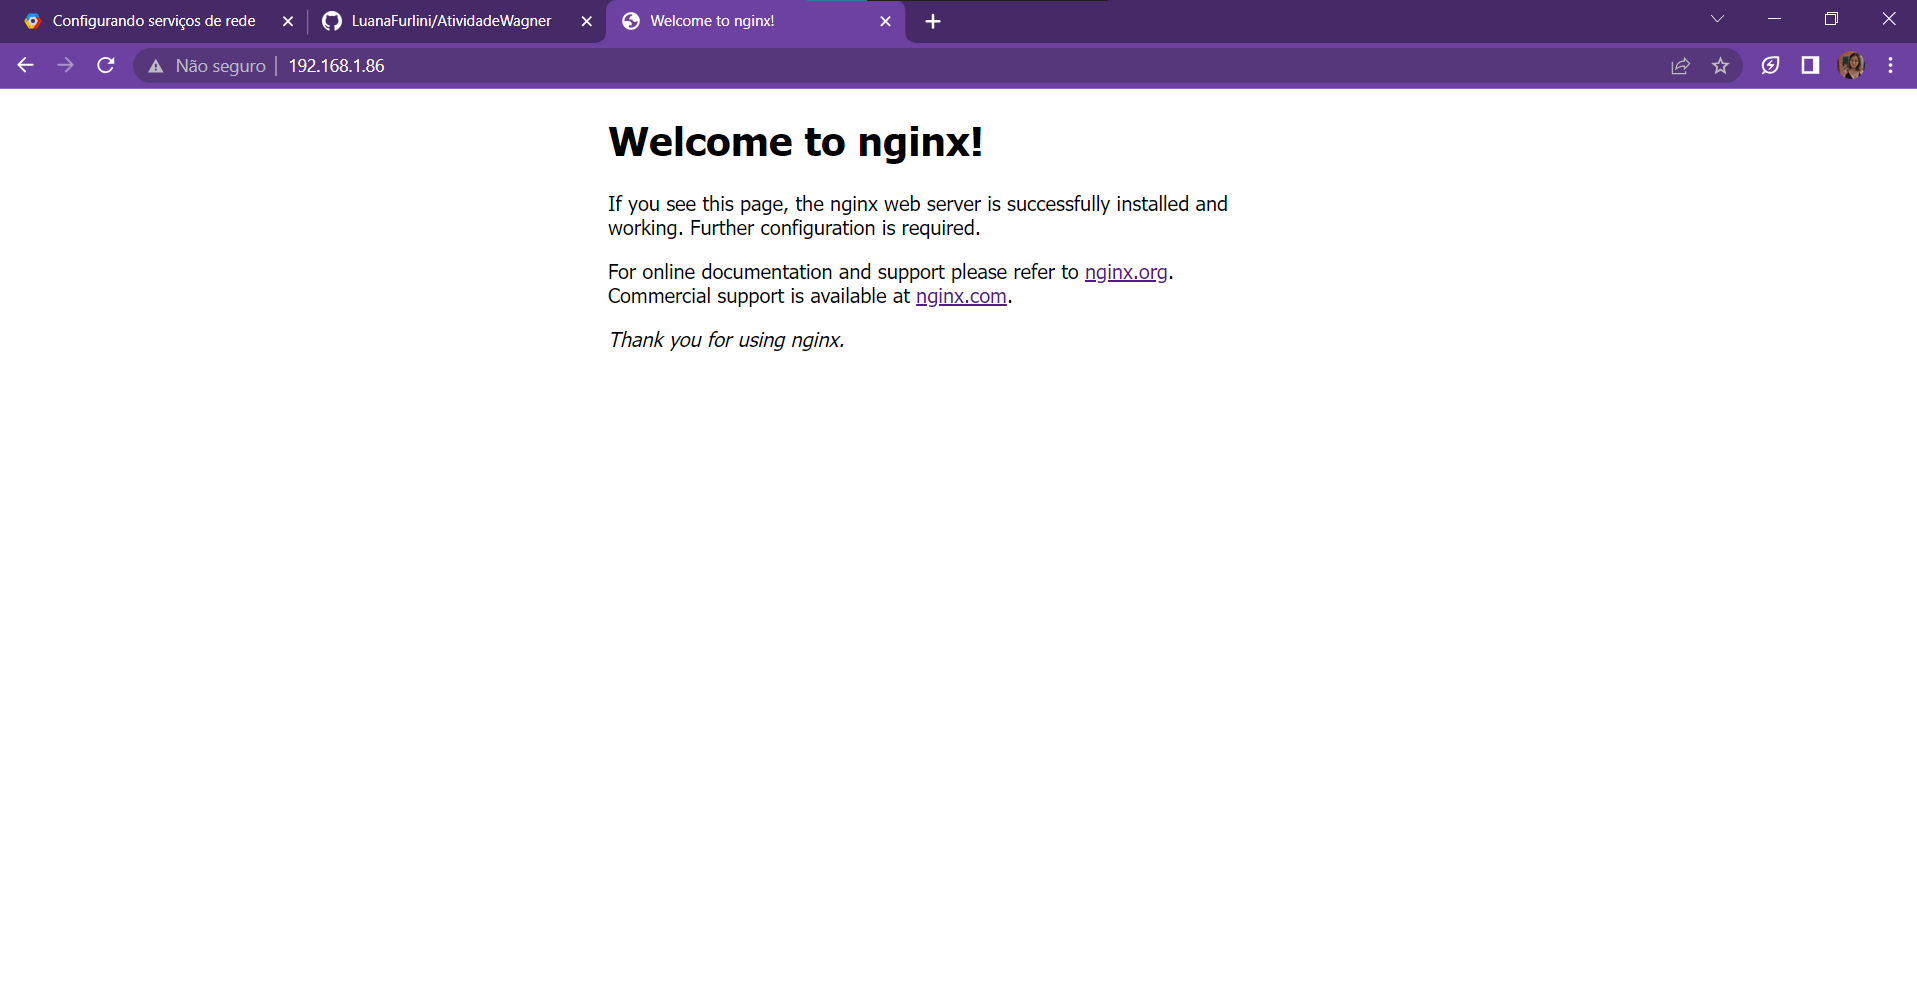 Configurando serviços de rede
LuanaFurlini/AtividadeWagner
Welcome to nginx!
Não seguro
192.168.1.86
Welcome to nginx!
If you see this page, the nginx web server is successfully installed and
working. Further configuration is required.
For online documentation and support please refer to nginx.org.
Commercial support is available at nginx.com.
Thank you for using nginx.